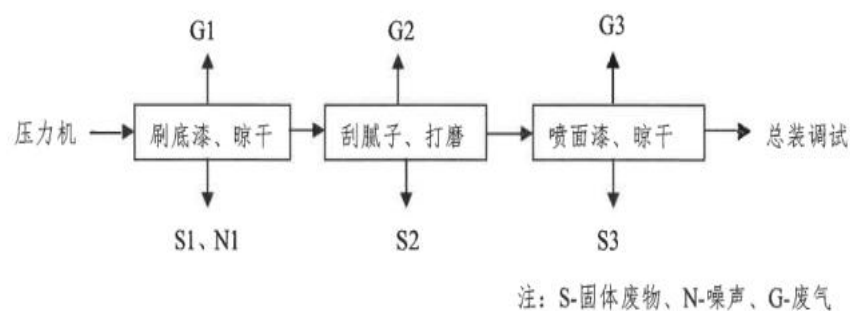 G1 G2 G3
压力机 刷底漆、晾干 刮腻子、打磨 喷面漆、晾干 总装调试
S1、N1 S2 S3
注：S-固体废物、N-噪声、G-废气